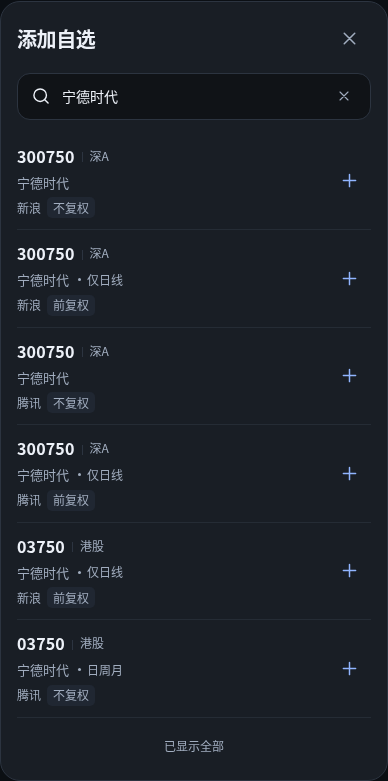 添加自选
宁德时代
300750 深A
宁德时代
新浪 不复权
300750 深A
宁德时代 · 仅日线
新浪 前复权
300750 深A
宁德时代
腾讯 不复权
300750 深A
宁德时代 · 仅日线
腾讯 前复权
03750 港股
宁德时代 · 仅日线
新浪 前复权
03750 港股
宁德时代 · 日周月
腾讯 不复权
已显示全部